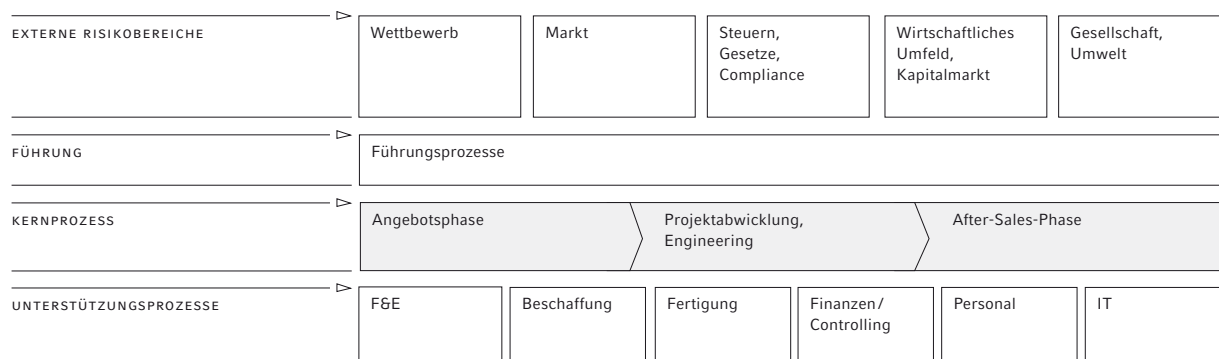 EXTERNE RISIKOBEREICHE
Wettbewerb
Markt
Steuern,
Gesetze,
Compliance
Wirtschaftliches
Umfeld,
Kapitalmarkt
Gesellschaft,
Umwelt
FÜHRUNG
Führungsprozesse
KERNPROZESS
Angebotsphase
Projektabwicklung,
Engineering
After-Sales-Phase
UNTERSTÜTZUNGSPROZESSE
F&E
Beschaffung
Fertigung
Finanzen/
Controlling
Personal
IT